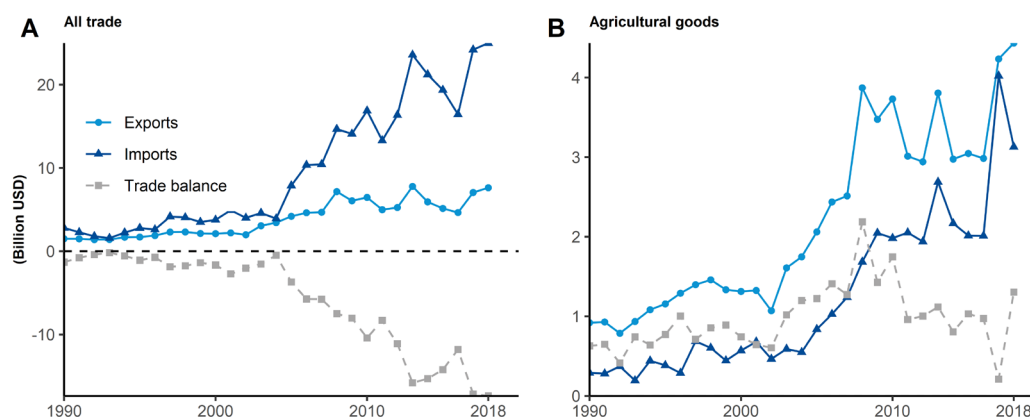 A
All trade
(Billion USD)
20
10
0
-10
1990
2000
2010
2018
Exports
Imports
Trade balance
B
Agricultural goods
4
3
2
1
0
1990
2000
2010
2018